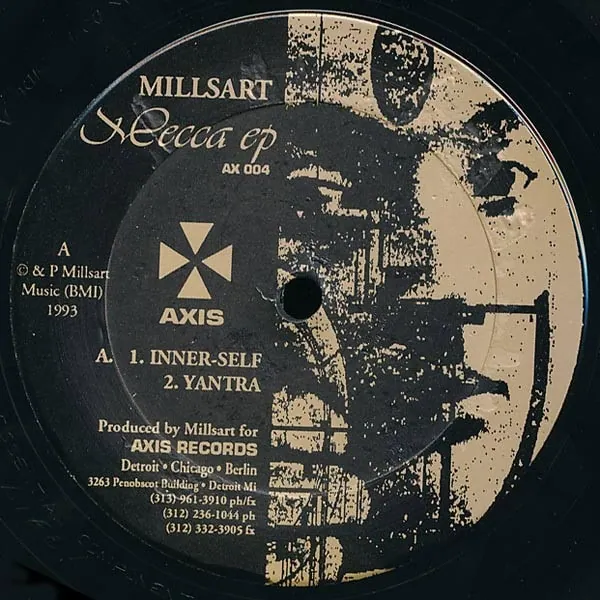 MILLSART
Mecca ep
AX 004
A
© & P Millsart
Music (BMI)
1993
AXIS
A. 1. INNER-SELF
2. YANTRA
Produced by Millsart for
AXIS RECORDS
Detroit • Chicago • Berlin
3263 Penobscot Building • Detroit Mi
(313)-961-3910 ph/fx
(312) 236-1044 ph
(312) 332-3905 fx